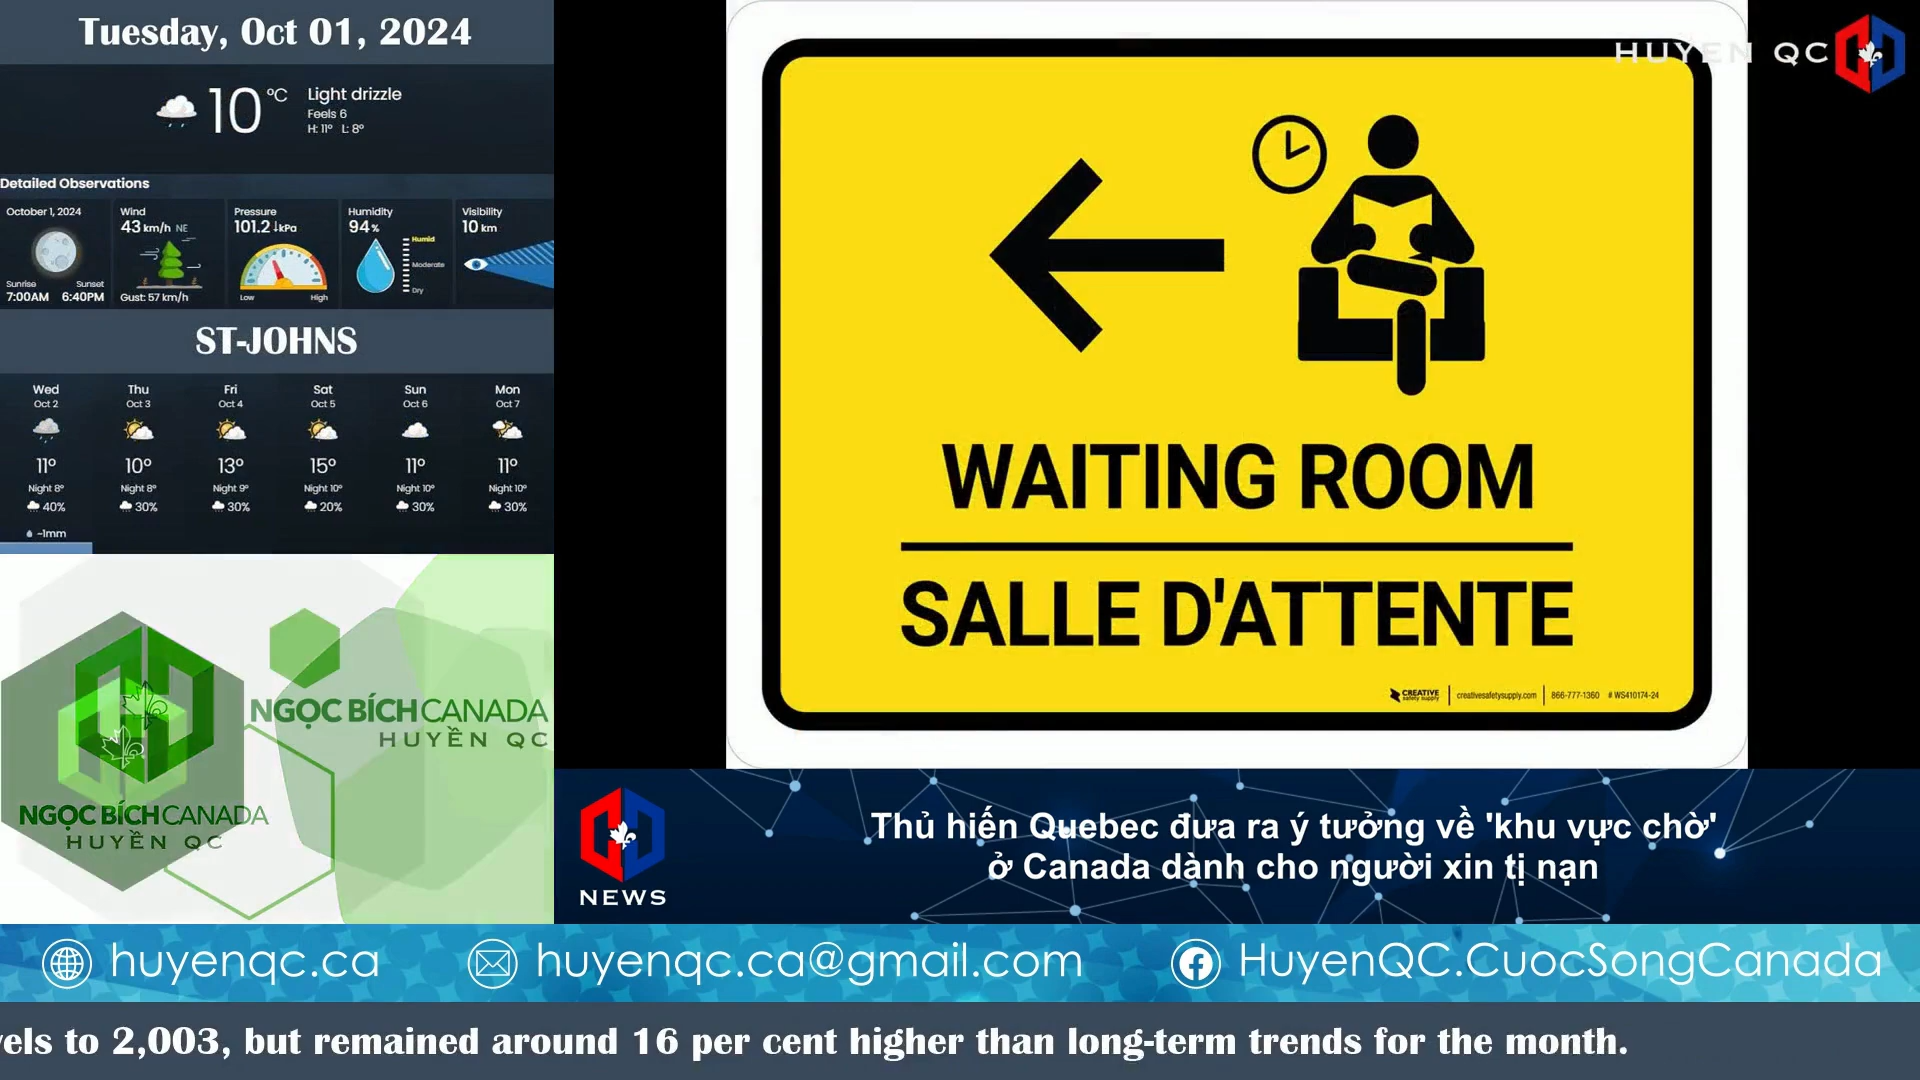 Tuesday, Oct 01, 2024
10 °C
Light drizzle
Feels 6
H: 11° L: 8°
Detailed Observations
October 1, 2024
Sunrise Sunset
7:00AM 6:40PM
Wind
43 km/h NE
Gust: 57 km/h
Pressure
101.2 ↓kPa
Low High
Humidity
94%
Humid
Moderate
Dry
Visibility
10 km
ST-JOHNS
Wed Thu Fri Sat Sun Mon
Oct 2 Oct 3 Oct 4 Oct 5 Oct 6 Oct 7
11° 10° 13° 15° 11° 11°
Night 8° Night 8° Night 9° Night 10° Night 10° Night 10°
40% 30% 30% 20% 30% 30%
~1mm
NGỌC BÍCH CANADA
HUYỀN QC
NGỌC BÍCH CANADA
HUYỀN QC
HUYEN QC
WAITING ROOM
SALLE D'ATTENTE
CREATIVE safety supply | creativesafetysupply.com | 866-777-1360 | # WS410174-24
NEWS
Thủ hiến Quebec đưa ra ý tưởng về 'khu vực chờ'
ở Canada dành cho người xin tị nạn
huyenqc.ca huyenqc.ca@gmail.com HuyenQC.CuocSongCanada
vels to 2,003, but remained around 16 per cent higher than long-term trends for the month.